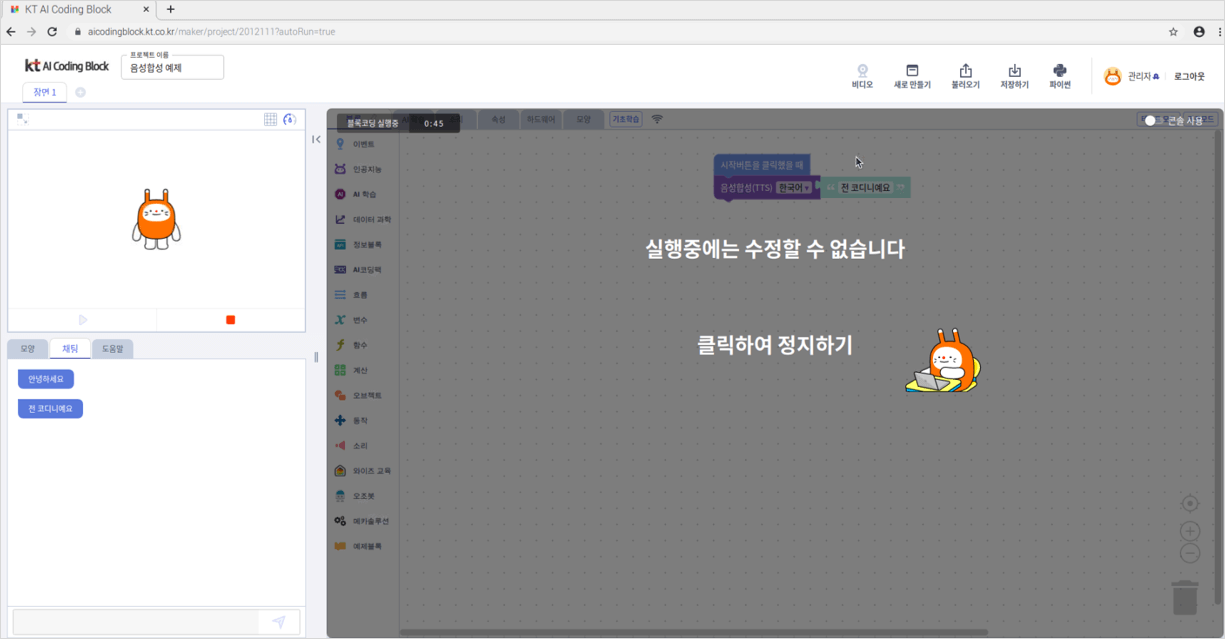 KT AI Coding Block
aicodingblock.kt.co.kr/maker/project/2012111?autoRun=true
kt AI Coding Block
프로젝트 이름
음성합성 예제
비디오
새로 만들기
불러오기
저장하기
파이썬
관리자A
로그아웃
장면 1
블록코딩 실행중
0:45
속성
하드웨어
모양
기초학습
콘솔 사용
이벤트
인공지능
AI 학습
데이터 과학
정보블록
AI코딩팩
흐름
변수
함수
계산
오브젝트
동작
소리
와이즈 교육
오조봇
메카솔루션
예제블록
시작버튼을 클릭했을 때
음성합성(TTS) 한국어 “ 전 코디니예요 ”
실행중에는 수정할 수 없습니다
클릭하여 정지하기
모양
채팅
도움말
안녕하세요
전 코디니예요